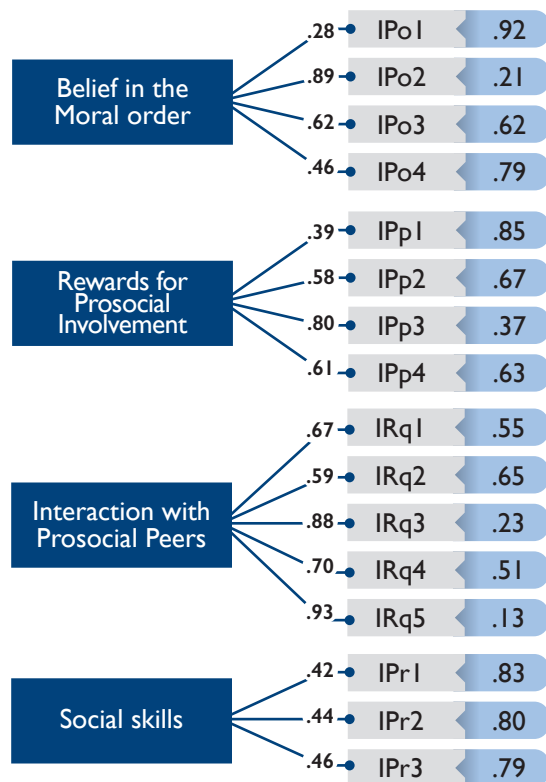 .28 IPo1 .92
Belief in the
Moral order
.89 IPo2 .21
.62 IPo3 .62
.46 IPo4 .79
.39 IPp1 .85
Rewards for
Prosocial
Involvement
.58 IPp2 .67
.80 IPp3 .37
.61 IPp4 .63
.67 IRq1 .55
.59 IRq2 .65
Interaction with
Prosocial Peers
.88 IRq3 .23
.70 IRq4 .51
.93 IRq5 .13
.42 IPr1 .83
Social skills
.44 IPr2 .80
.46 IPr3 .79